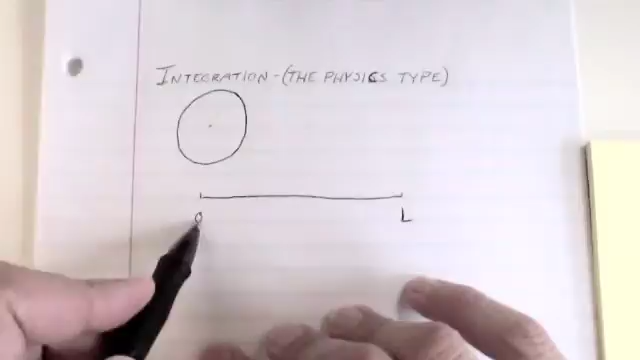 INTEGRATION - (THE PHYSICS TYPE)
0 L